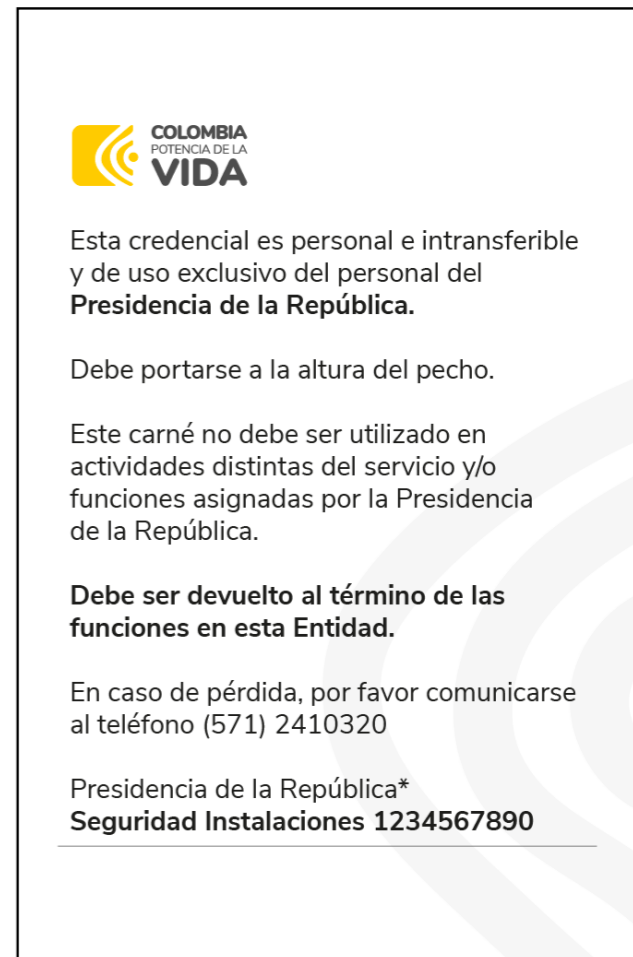 COLOMBIA
POTENCIA DE LA
VIDA
Esta credencial es personal e intransferible
y de uso exclusivo del personal del
Presidencia de la República.
Debe portarse a la altura del pecho.
Este carné no debe ser utilizado en
actividades distintas del servicio y/o
funciones asignadas por la Presidencia
de la República.
Debe ser devuelto al término de las
funciones en esta Entidad.
En caso de pérdida, por favor comunicarse
al teléfono (571) 2410320
Presidencia de la República*
Seguridad Instalaciones 1234567890